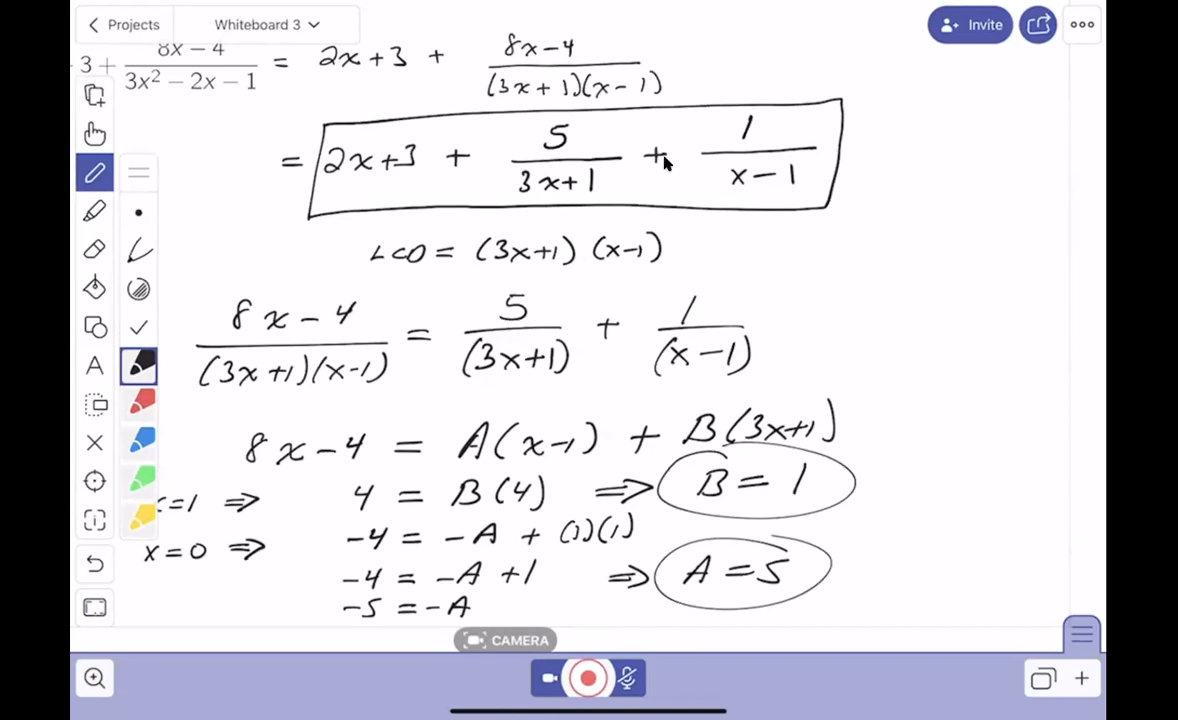 Projects Whiteboard 3 Invite
3 + (8x − 4)/(3x² − 2x − 1) = 2x+3 + (8x−4)/((3x+1)(x−1))
= 2x+3 + 5/(3x+1) + 1/(x−1)
LCD = (3x+1) (x−1)
(8x−4)/((3x+1)(x−1)) = 5/(3x+1) + 1/(x−1)
8x−4 = A(x−1) + B(3x+1)
x=1 ⇒ 4 = B(4) ⇒ B = 1
x=0 ⇒ −4 = −A + (1)(1)
−4 = −A +1 ⇒ A = 5
−5 = −A
CAMERA